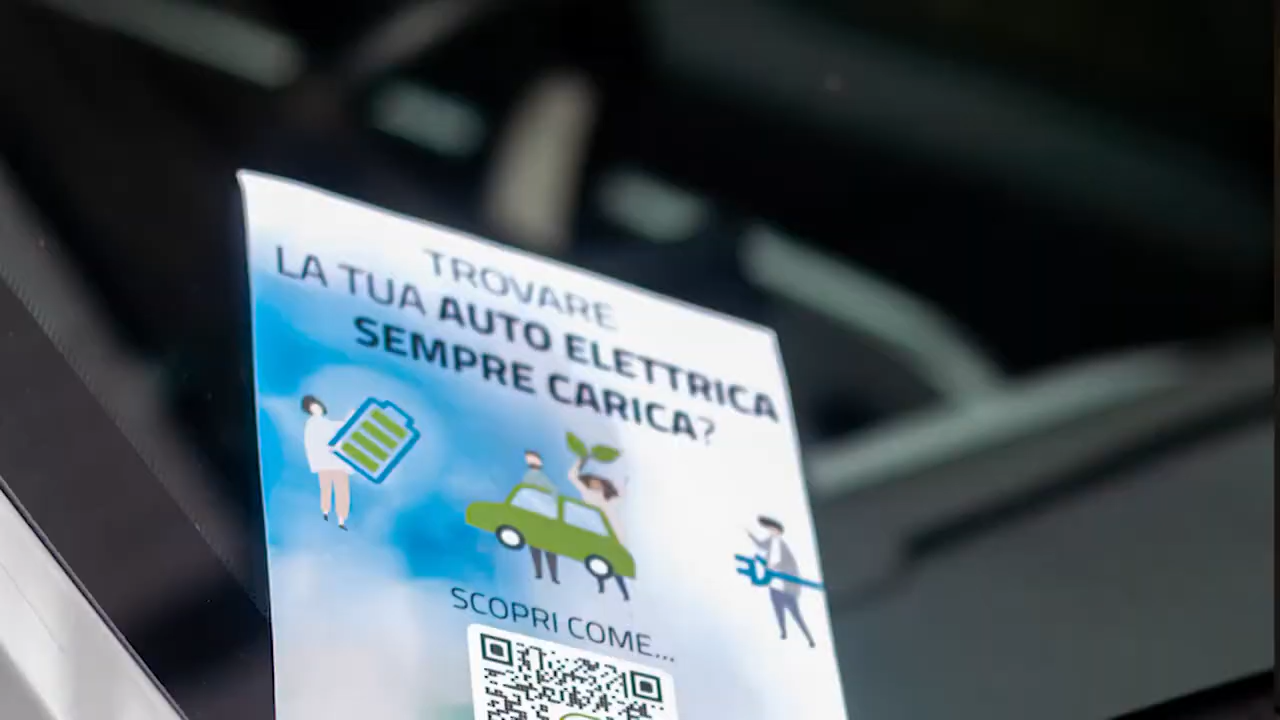 TROVARE
LA TUA AUTO ELETTRICA
SEMPRE CARICA?
SCOPRI COME...